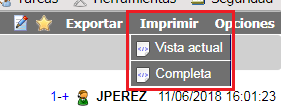 Tareas Herramientas Seguridad
Exportar Imprimir Opciones
Vista actual
Completa
1-+ JPEREZ 11/06/2018 16:01:23